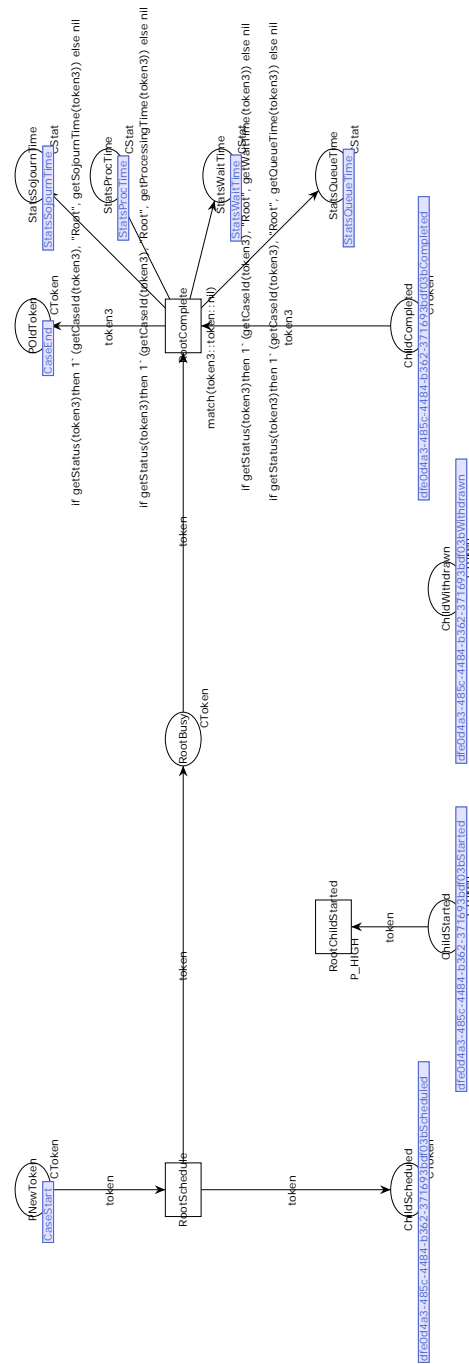 PNewToken
CToken
CaseStart
POldToken
CToken
CaseEnd
StatsSojournTime
CStat
StatsSojournTime
StatsProcTime
CStat
StatsProcTime
StatsWaitTime
CStat
StatsWaitTime
StatsQueueTime
CStat
StatsQueueTime
if getStatus(token3)then 1` (getCaseId(token3), "Root", getSojournTime(token3)) else nil
if getStatus(token3)then 1` (getCaseId(token3), "Root", getProcessingTime(token3)) else nil
if getStatus(token3)then 1` (getCaseId(token3), "Root", getWaitTime(token3)) else nil
if getStatus(token3)then 1` (getCaseId(token3), "Root", getQueueTime(token3)) else nil
token
token3
RootSchedule
token
RootBusy
CToken
token
RootComplete
match(token3::token::nil)
token
token3
RootChildStarted
P_HIGH
token
ChildScheduled
CToken
dfe0d4a3-485c-4484-b362-371693bdf03bScheduled
ChildStarted
dfe0d4a3-485c-4484-b362-371693bdf03bStarted
ChildWithdrawn
dfe0d4a3-485c-4484-b362-371693bdf03bWithdrawn
ChildCompleted
CToken
dfe0d4a3-485c-4484-b362-371693bdf03bCompleted